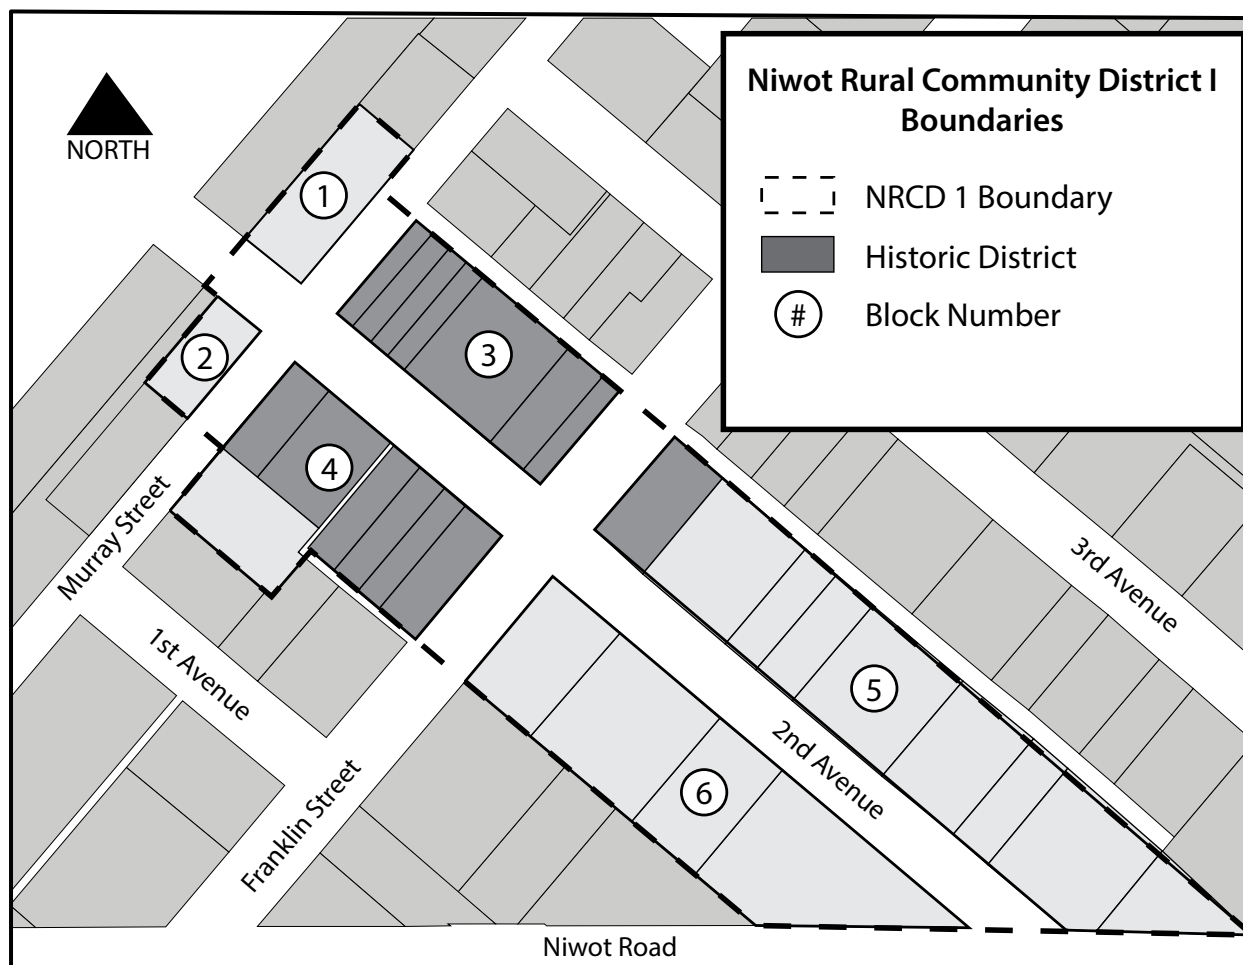 Niwot Rural Community District I
Boundaries
NRCD 1 Boundary
Historic District
#
Block Number
NORTH
1
2
3
4
5
6
Murray Street
1st Avenue
Franklin Street
2nd Avenue
3rd Avenue
Niwot Road